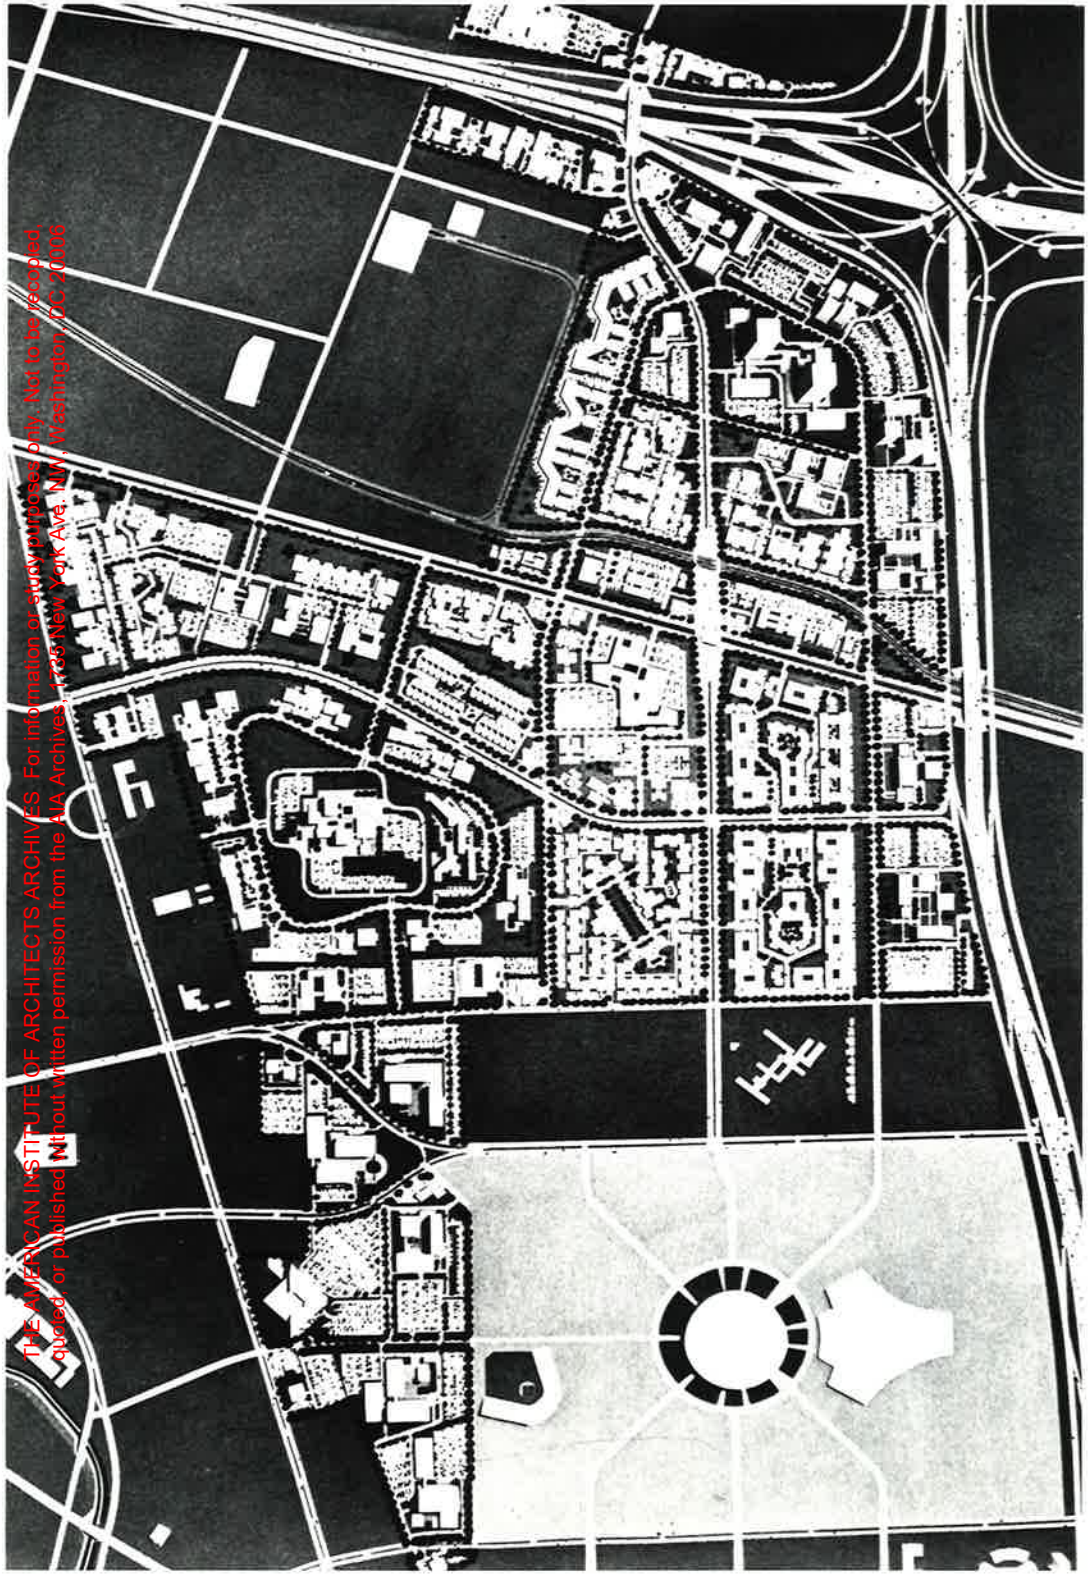 THE AMERICAN INSTITUTE OF ARCHITECTS ARCHIVES For information or study purposes only. Not to be recopied,
quoted, or published without written permission from the AIA Archives, 1735 New York Ave. NW, Washington, DC 20006